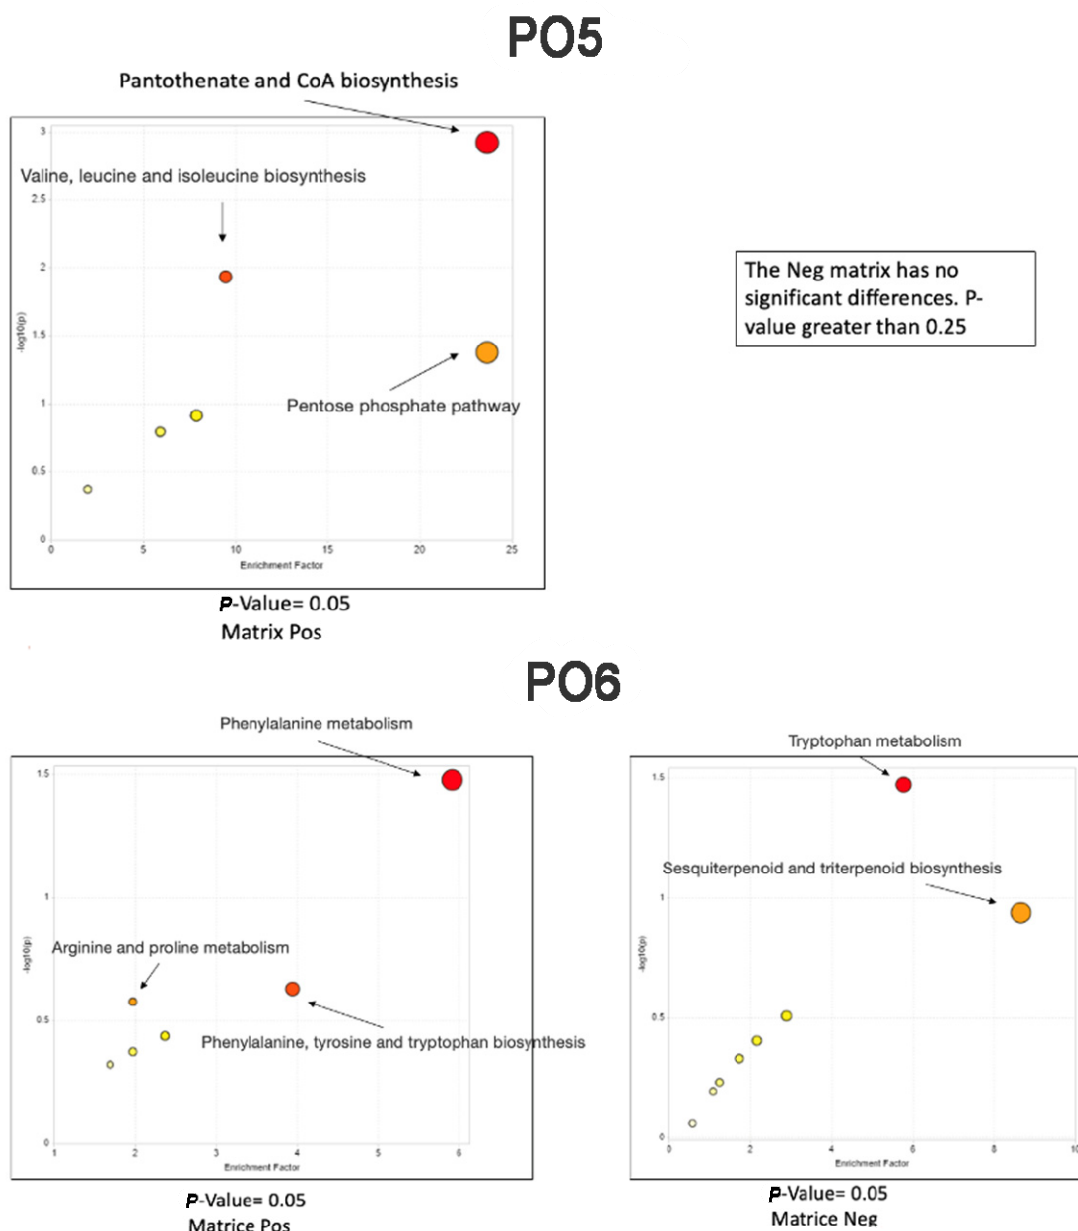 PO5
Pantothenate and CoA biosynthesis
3
Valine, leucine and isoleucine biosynthesis
2.5
2
1.5
-log10(p)
Pentose phosphate pathway
1
0.5
0
0 5 10 15 20 25
Enrichment Factor
P-Value= 0.05
Matrix Pos
The Neg matrix has no
significant differences. P-
value greater than 0.25
PO6
Phenylalanine metabolism
1.5
1
-log10(p)
Arginine and proline metabolism
0.5
Phenylalanine, tyrosine and tryptophan biosynthesis
0
1 2 3 4 5 6
Enrichment Factor
P-Value= 0.05
Matrice Pos
Tryptophan metabolism
1.5
Sesquiterpenoid and triterpenoid biosynthesis
1
-log10(p)
0.5
0
0 2 4 6 8 10
Enrichment Factor
P-Value= 0.05
Matrice Neg